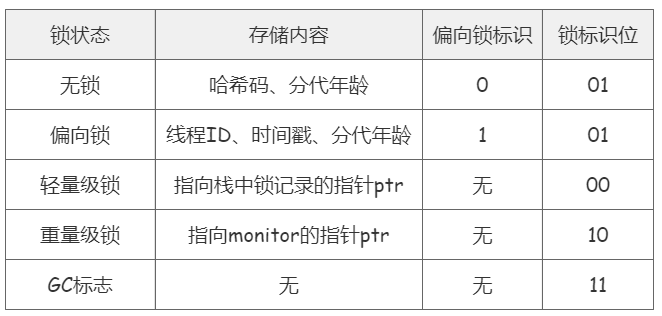 锁状态 存储内容 偏向锁标识 锁标识位
无锁 哈希码、分代年龄 0 01
偏向锁 线程ID、时间戳、分代年龄 1 01
轻量级锁 指向栈中锁记录的指针ptr 无 00
重量级锁 指向monitor的指针ptr 无 10
GC标志 无 无 11